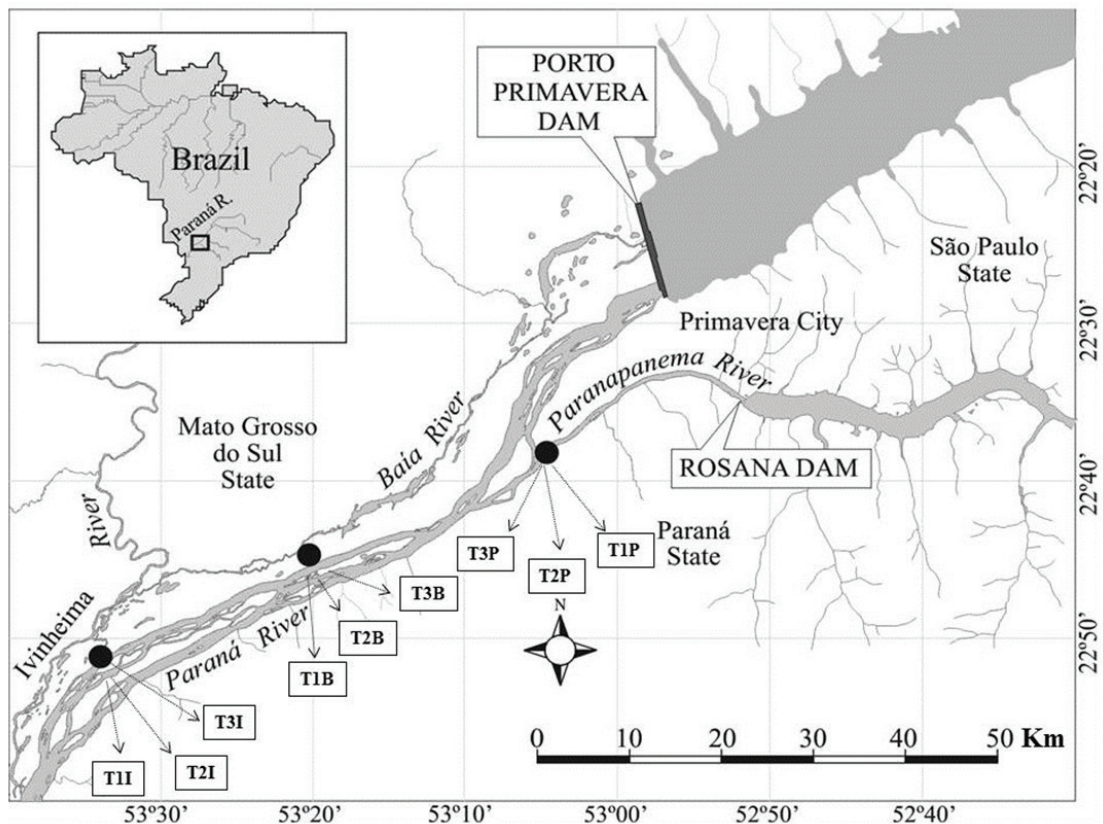 PORTO
PRIMAVERA
DAM
Brazil
Paraná R.
22°20'
São Paulo
State
Primavera City
22°30'
Paranapanema River
Mato Grosso
do Sul
State
Baía River
ROSANA DAM
22°40'
River
Paraná
State
T3P
T1P
T2P
T3B
N
T2B
22°50'
Ivinheima
Paraná River
T1B
T3I
T2I
T1I
0 10 20 30 40 50 Km
53°30' 53°20' 53°10' 53°00' 52°50' 52°40'